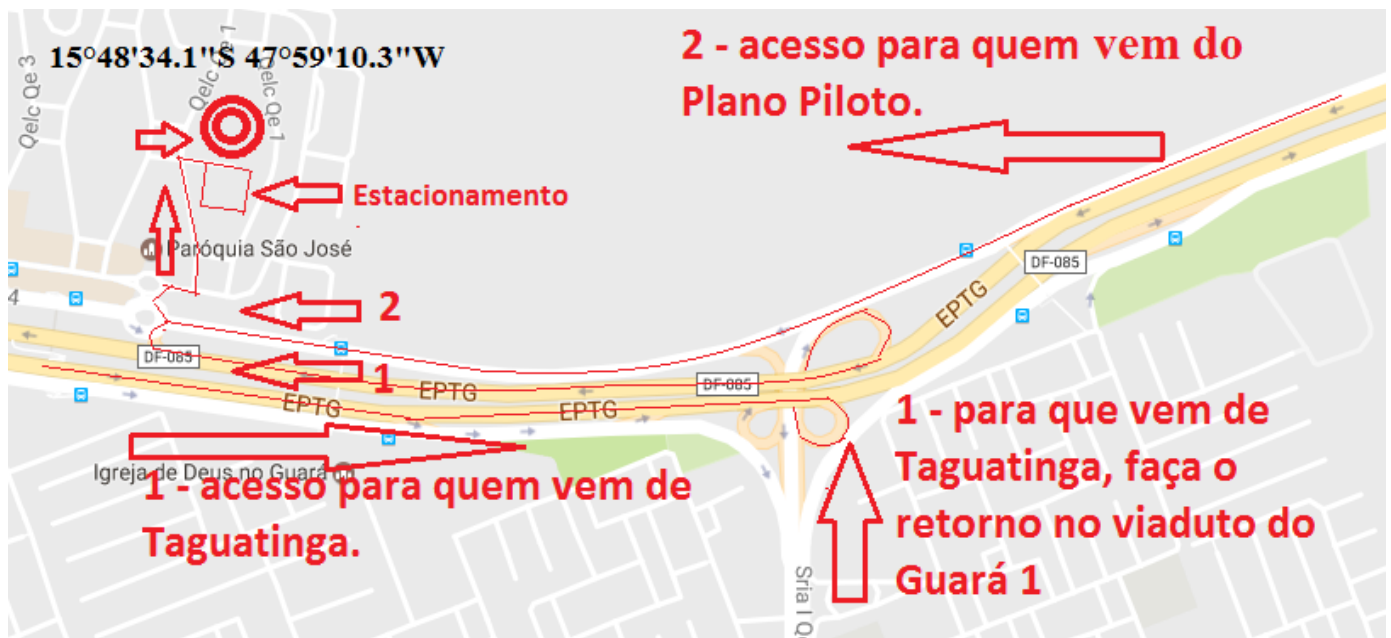 15°48'34.1"S 47°59'10.3"W
Qelc Qe 3
Qelc Qe 1
Qelc Qe 1
2 - acesso para quem vem do
Plano Piloto.
Estacionamento
Paróquia São José
DF-085
EPTG
4
2
DF-085
1
EPTG
DF-085
EPTG
EPTG
1 - para que vem de
Taguatinga, faça o
retorno no viaduto do
Guará 1
Igreja de Deus no Guará
1 - acesso para quem vem de
Taguatinga.
Sria I Q